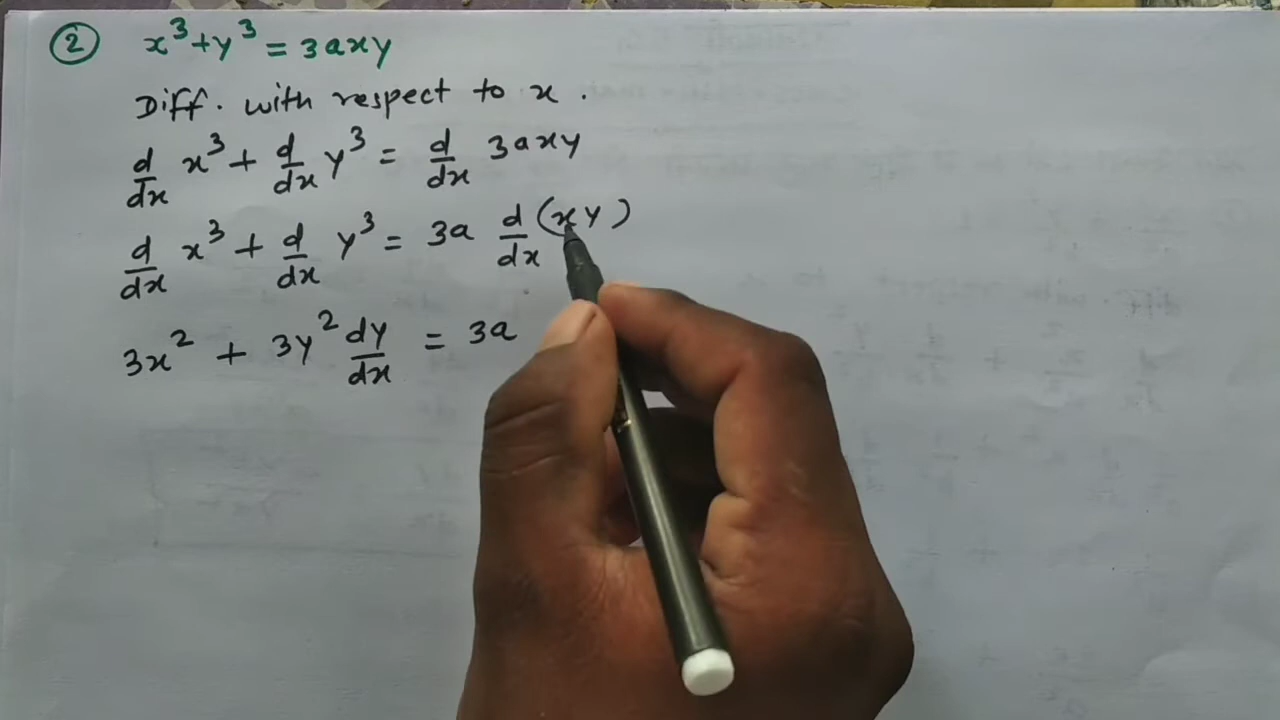 ② x³+y³ = 3axy
Diff. with respect to x.
d/dx x³ + d/dx y³ = d/dx 3axy
d/dx x³ + d/dx y³ = 3a d/dx (xy)
3x² + 3y² dy/dx = 3a